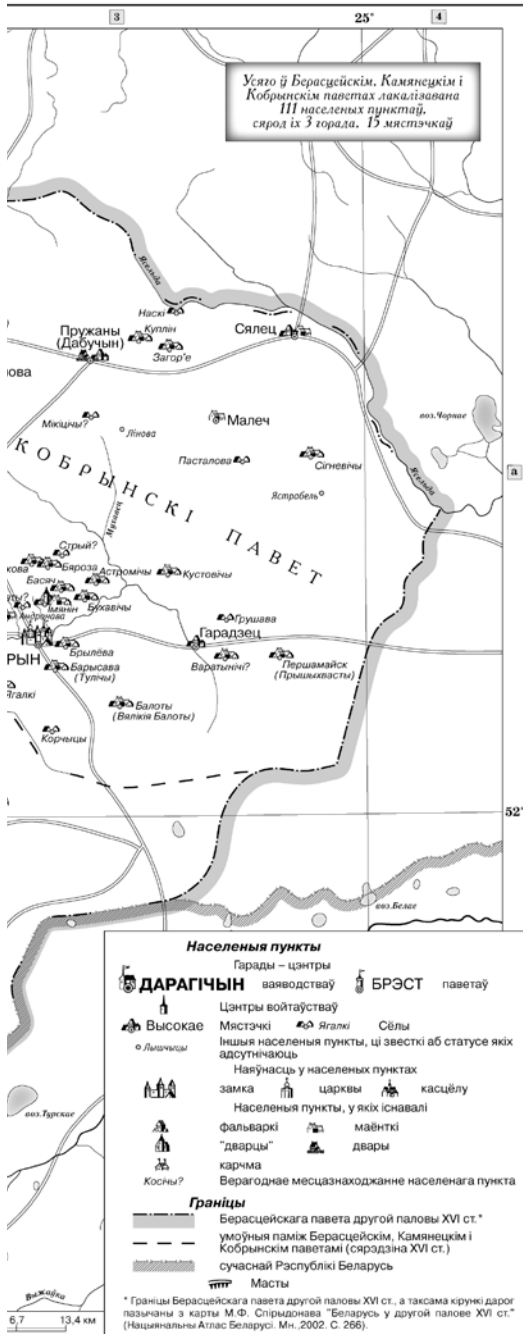 3
25°
4
Усяго ў Берасцейскім, Камянецкім і
Кобрынскім паветах лакалізавана
111 населеных пунктаў,
сярод іх 3 горада, 15 мястэчкаў
Ясельда
Наскі
Пружаны
(Дабучын)
Куплін
Загор'е
Сялец
ова
Мікіцічы?
Лінова
Малеч
воз.Чорнае
Пасталова
Сігневічы
Ястробель
Ясельда
а
КОБРЫНСКІ ПАВЕТ
Мухавец
Стрый?
хова
Бяроза
Астромічы
Кустовічы
Басяч
ты?
Імянін
Бухавічы
Андронава
Грушава
Гарадзец
РЫН
Брылёва
Варатынічі?
Першамайск
(Прышыхвасты)
Барысава
(Тулічы)
Ягалкі
Балоты
(Вялікія Балоты)
Корчыцы
52°
воз.Белае
Населеныя пункты
Гарады – цэнтры
ДАРАГІЧЫН ваяводстваў БРЭСТ паветаў
Цэнтры войтаўстваў
Высокае Мястэчкі Ягалкі Сёлы
Лышчыцы Іншыя населеныя пункты, ці звесткі аб статусе якіх
адсутнічаюць
Наяўнасць у населеных пунктах
замка царквы касцёлу
Населеныя пункты, у якіх існавалі
фальваркі маёнткі
"дварцы" двары
карчма
Косічы? Верагоднае месцазнаходжанне населенага пункта
Граніцы
Берасцейскага павета другой паловы XVI ст.*
умоўныя паміж Берасцейскім, Камянецкім і
Кобрынскім паветамі (сярэдзіна XVI ст.)
сучаснай Рэспублікі Беларусь
Масты
* Граніцы Берасцейскага павета другой паловы XVI ст., а таксама кірункі дарог
пазычаны з карты М.Ф. Спірыдонава "Беларусь у другой палове XVI ст."
(Нацыянальны Атлас Беларусі. Мн.,2002. С. 266).
воз.Турскае
Выжаўка
6,7
13,4 км